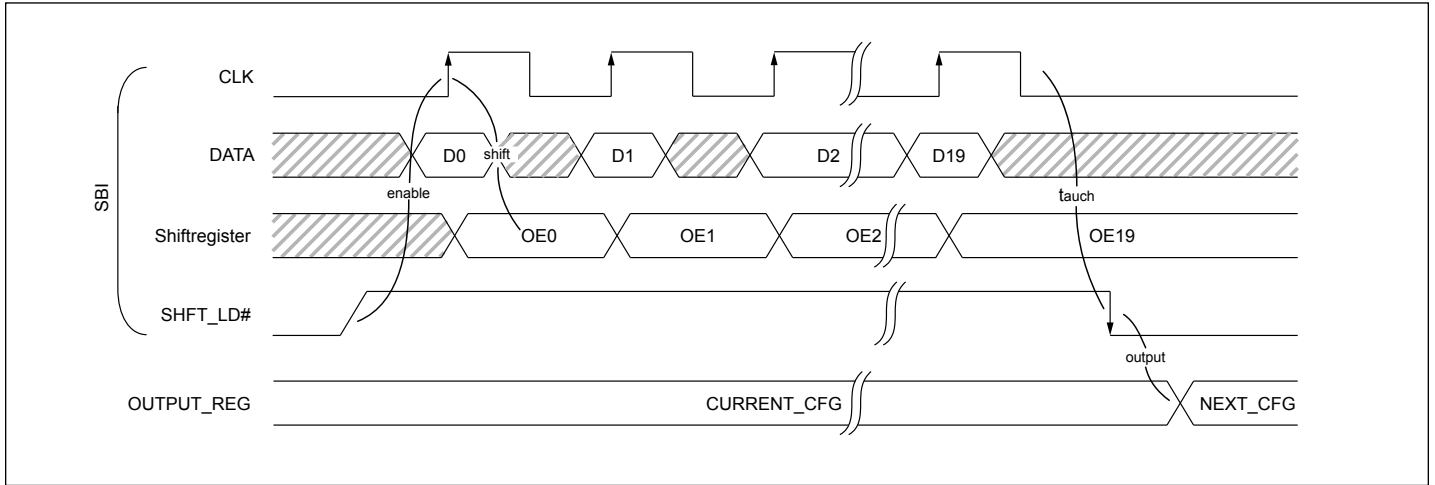 SBI
CLK
DATA D0 shift D1 D2 D19
enable
tauch
Shiftregister OE0 OE1 OE2 OE19
SHFT_LD#
output
OUTPUT_REG CURRENT_CFG NEXT_CFG